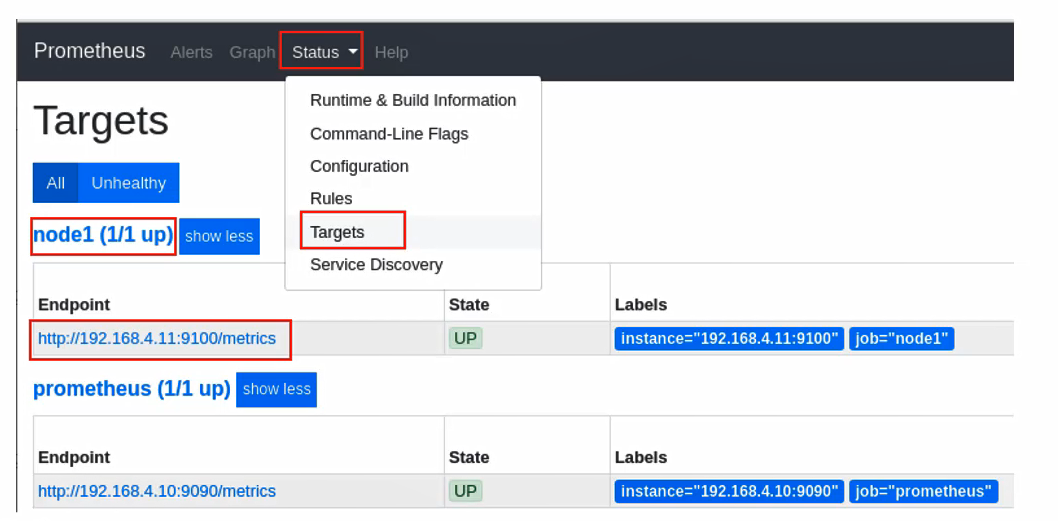 Prometheus Alerts Graph Status Help
Runtime & Build Information
Command-Line Flags
Configuration
Rules
Targets
Service Discovery
Targets
All Unhealthy
node1 (1/1 up) show less
Endpoint State Labels
http://192.168.4.11:9100/metrics UP instance="192.168.4.11:9100" job="node1"
prometheus (1/1 up) show less
Endpoint State Labels
http://192.168.4.10:9090/metrics UP instance="192.168.4.10:9090" job="prometheus"